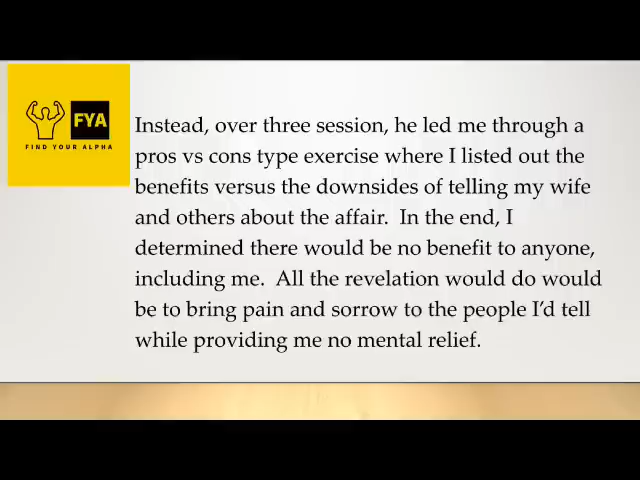 FYA
FIND YOUR ALPHA
Instead, over three session, he led me through a
pros vs cons type exercise where I listed out the
benefits versus the downsides of telling my wife
and others about the affair.  In the end, I
determined there would be no benefit to anyone,
including me.  All the revelation would do would
be to bring pain and sorrow to the people I'd tell
while providing me no mental relief.